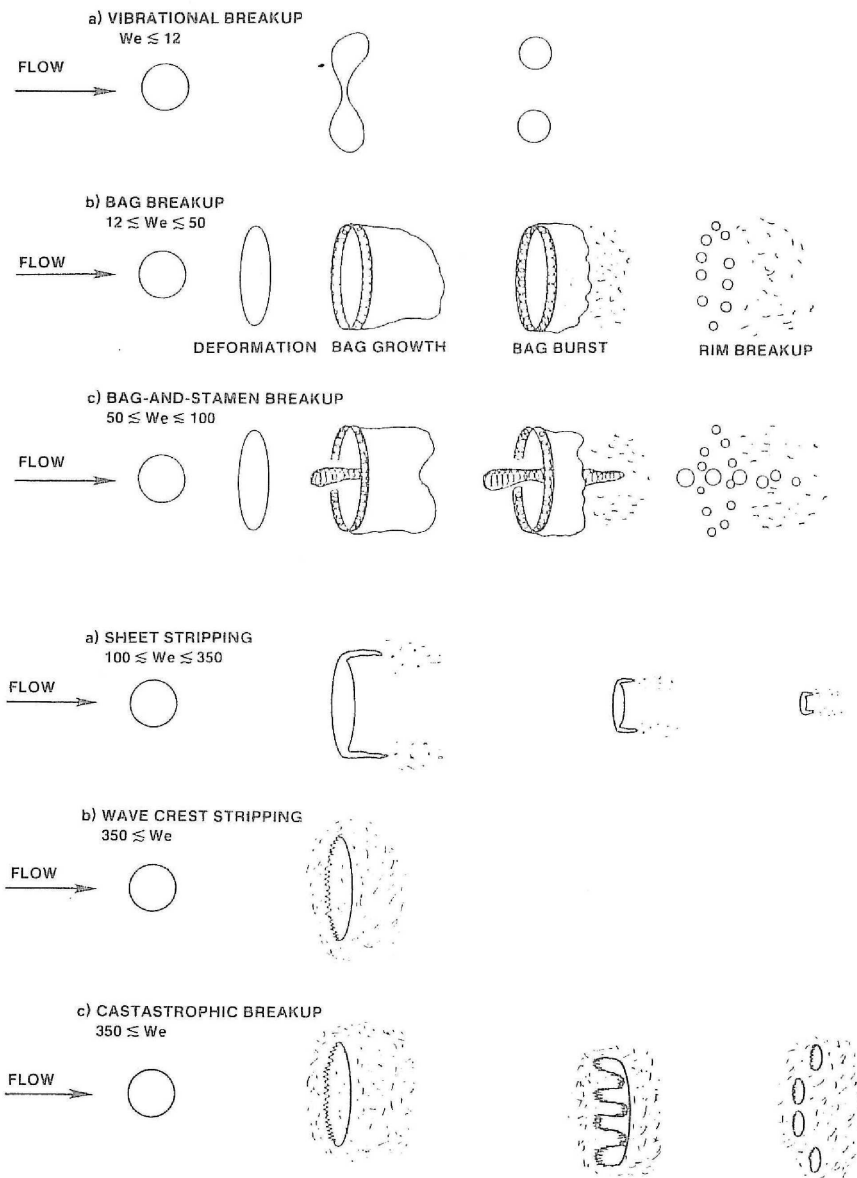 a) VIBRATIONAL BREAKUP
We ≲ 12
FLOW
b) BAG BREAKUP
12 ≲ We ≲ 50
FLOW
DEFORMATION BAG GROWTH BAG BURST RIM BREAKUP
c) BAG-AND-STAMEN BREAKUP
50 ≲ We ≲ 100
FLOW
a) SHEET STRIPPING
100 ≲ We ≲ 350
FLOW
b) WAVE CREST STRIPPING
350 ≲ We
FLOW
c) CASTASTROPHIC BREAKUP
350 ≲ We
FLOW